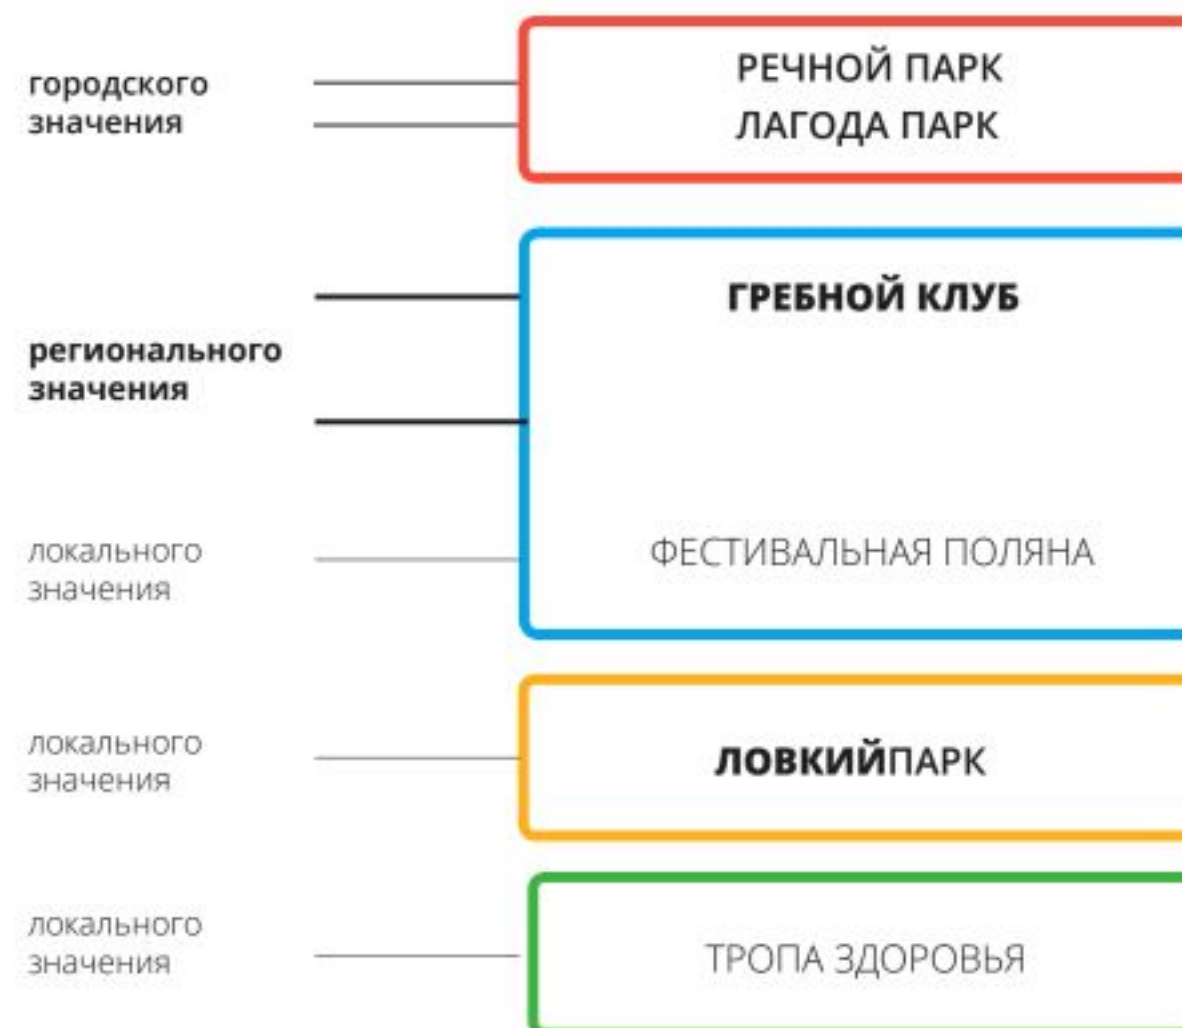 городского
значения
РЕЧНОЙ ПАРК
ЛАГОДА ПАРК
ГРЕБНОЙ КЛУБ
регионального
значения
локального
значения
ФЕСТИВАЛЬНАЯ ПОЛЯНА
локального
значения
ЛОВКИЙПАРК
локального
значения
ТРОПА ЗДОРОВЬЯ